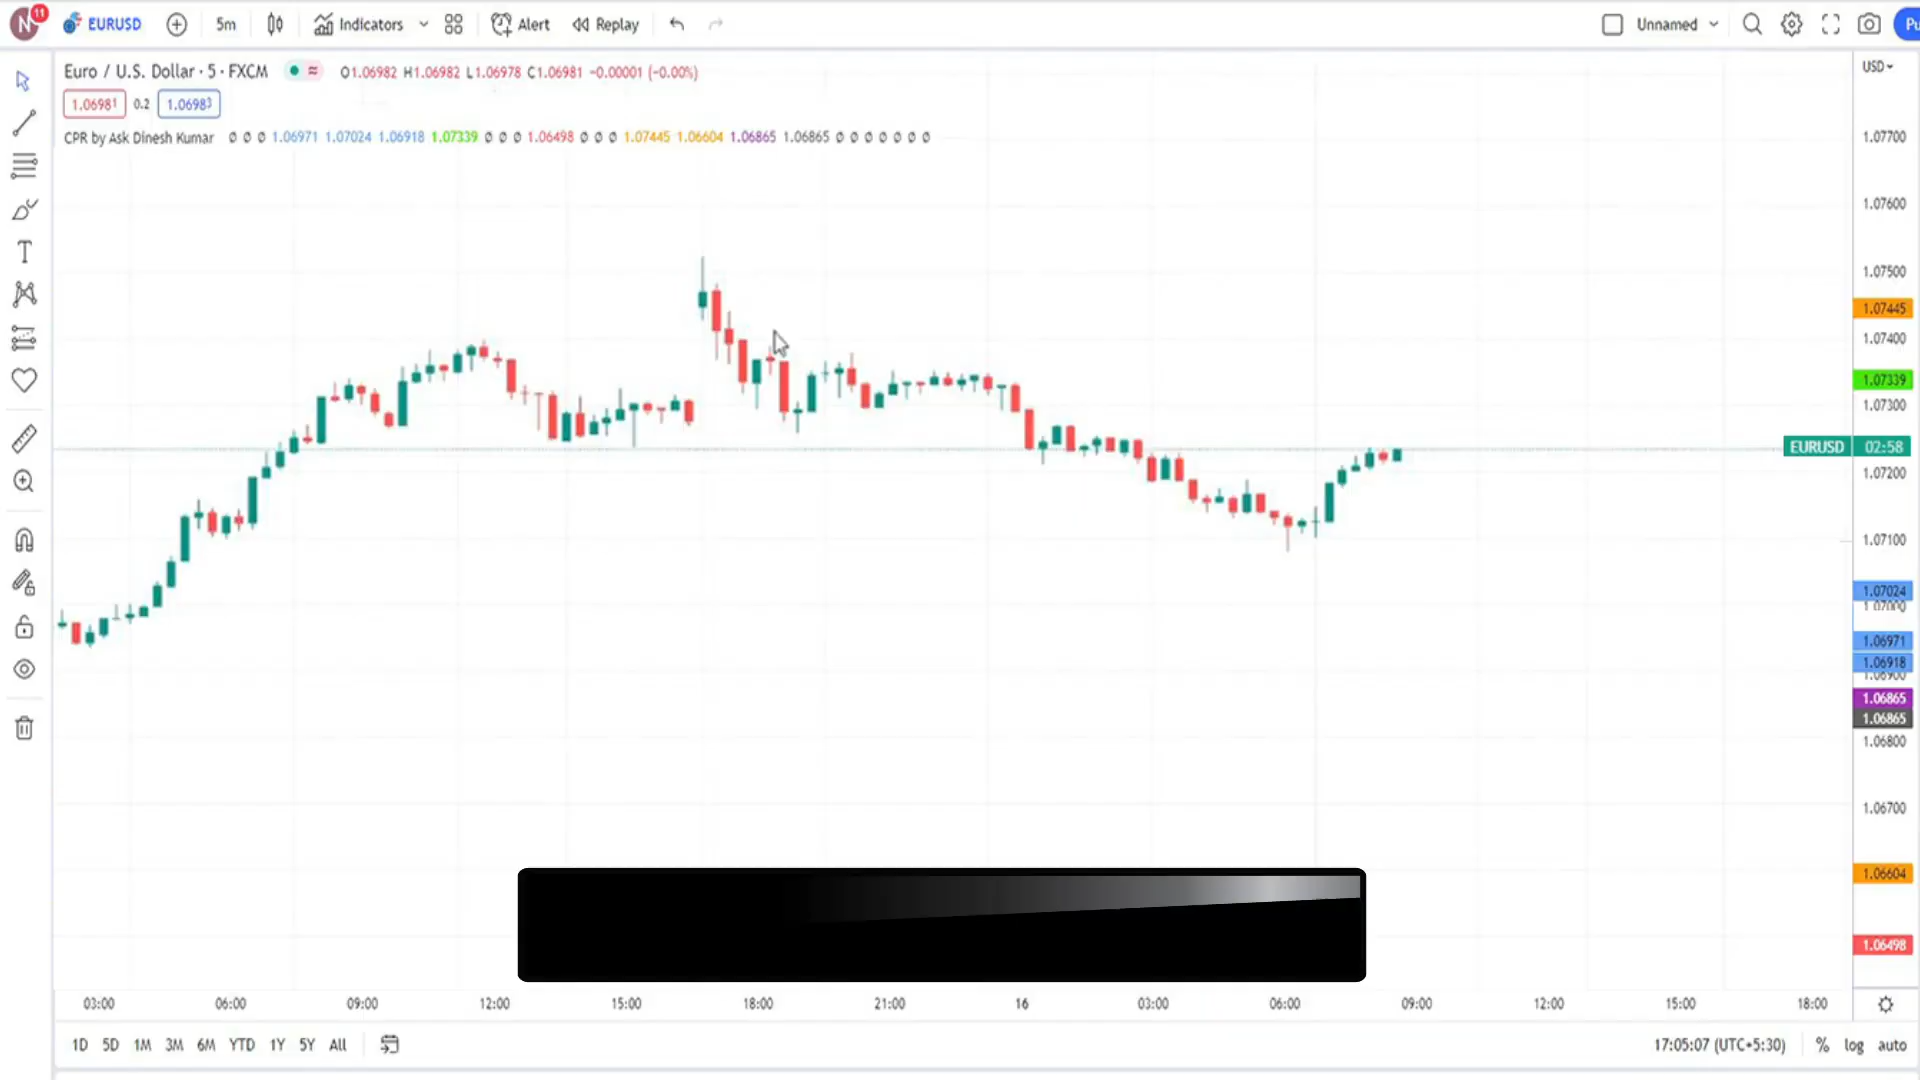 N 11 EURUSD 5m Indicators Alert Replay Unnamed Pu
Euro / U.S. Dollar · 5 · FXCM O1.06982 H1.06982 L1.06978 C1.06981 −0.00001 (−0.00%)
USD
1.06981 0.2 1.06983
CPR by Ask Dinesh Kumar ∅ ∅ ∅ 1.06971 1.07024 1.06918 1.07339 ∅ ∅ ∅ 1.06498 ∅ ∅ ∅ 1.07445 1.06604 1.06865 1.06865 ∅ ∅ ∅ ∅ ∅ ∅ ∅
1.07700
1.07600
1.07500
1.07445
1.07400
1.07339
1.07300
EURUSD 02:58
1.07200
1.07100
1.07024
1.07000
1.06971
1.06918
1.06900
1.06865
1.06865
1.06800
1.06700
1.06604
1.06498
03:00 06:00 09:00 12:00 15:00 18:00 21:00 16 03:00 06:00 09:00 12:00 15:00 18:00
1D 5D 1M 3M 6M YTD 1Y 5Y All 17:05:07 (UTC+5:30) % log auto